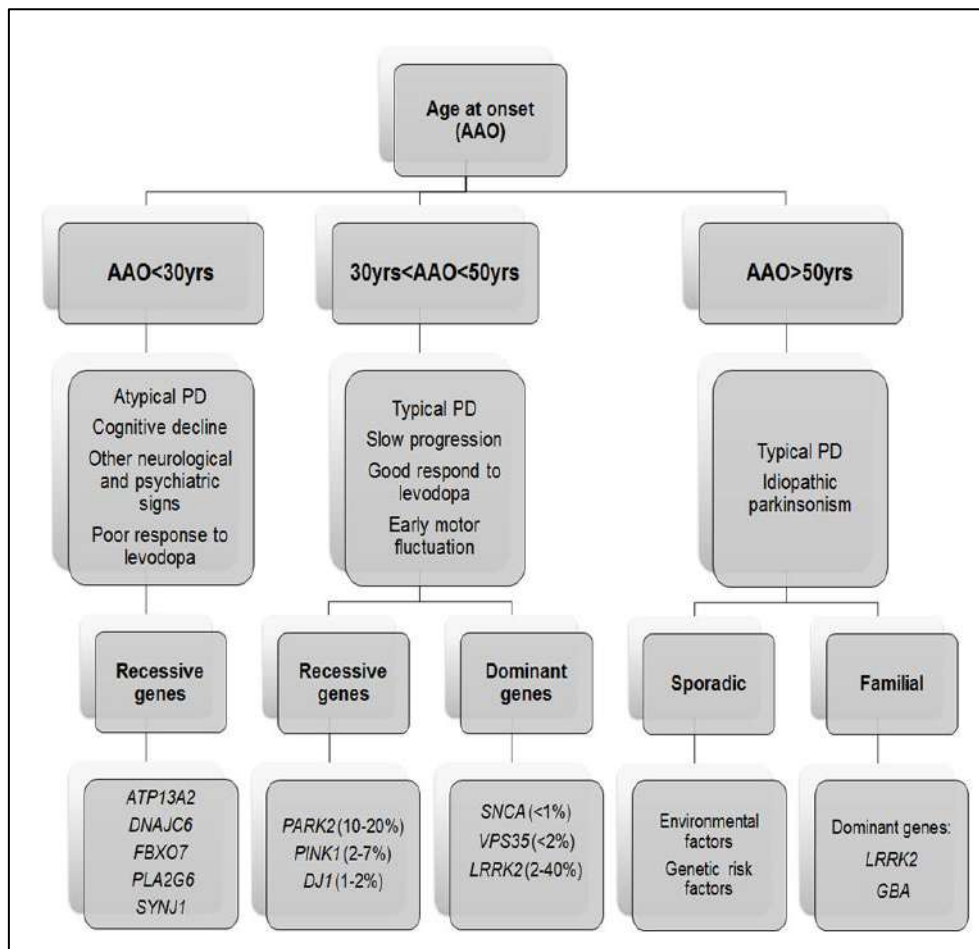 Age at onset
(AAO)
AAO<30yrs
30yrs<AAO<50yrs
AAO>50yrs
Atypical PD
Cognitive decline
Other neurological
and psychiatric
signs
Poor response to
levodopa
Typical PD
Slow progression
Good respond to
levodopa
Early motor
fluctuation
Typical PD
Idiopathic
parkinsonism
Recessive
genes
Recessive
genes
Dominant
genes
Sporadic
Familial
ATP13A2
DNAJC6
FBXO7
PLA2G6
SYNJ1
PARK2(10-20%)
PINK1(2-7%)
DJ1(1-2%)
SNCA(<1%)
VPS35(<2%)
LRRK2(2-40%)
Environmental
factors
Genetic risk
factors
Dominant genes:
LRRK2
GBA